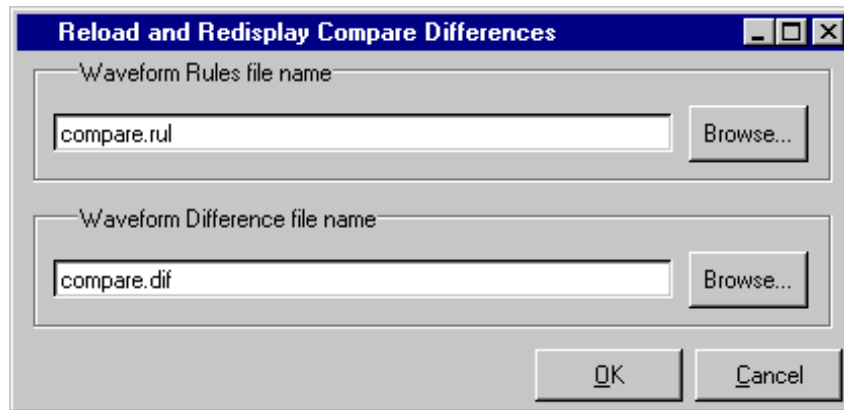 Reload and Redisplay Compare Differences
Waveform Rules file name
compare.rul
Browse...
Waveform Difference file name
compare.dif
Browse...
OK
Cancel